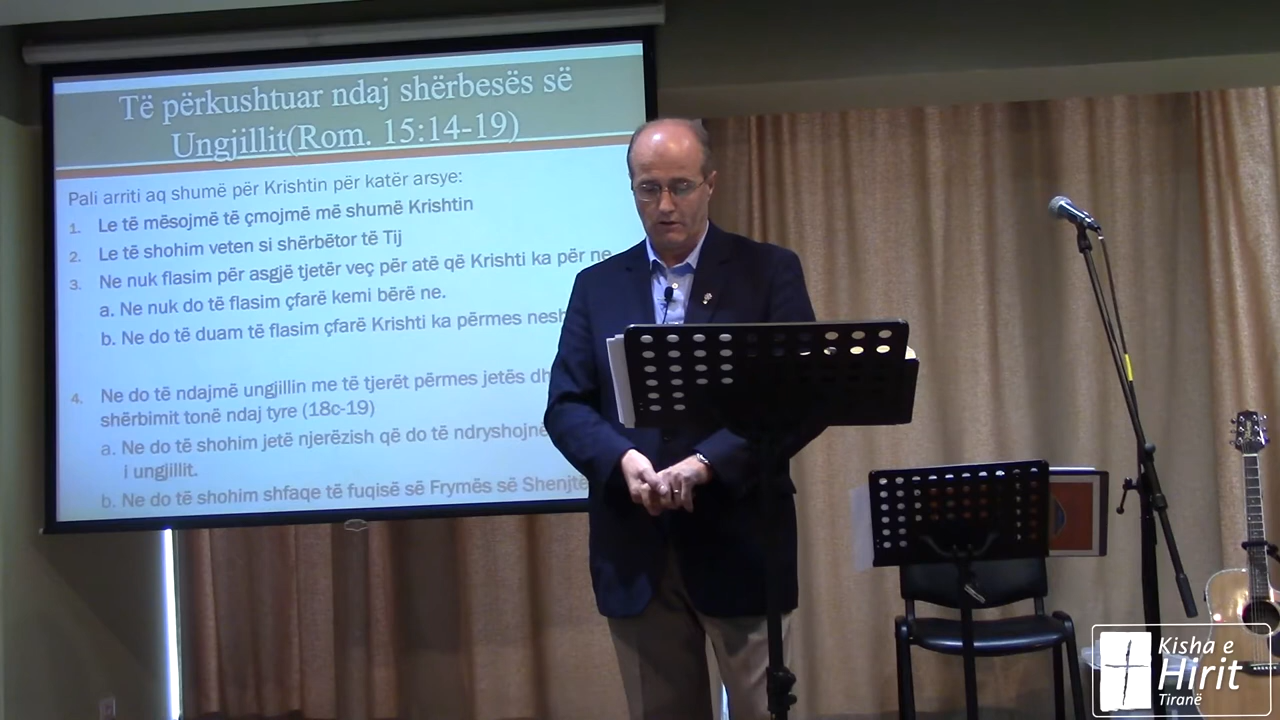 Të përkushtuar ndaj shërbesës së
Ungjillit(Rom. 15:14-19)
Pali arriti aq shumë për Krishtin për katër arsye:
1. Le të mësojmë të çmojmë më shumë Krishtin
2. Le të shohim veten si shërbëtor të Tij
3. Ne nuk flasim për asgjë tjetër veç për atë që Krishti ka për ne
a. Ne nuk do të flasim çfarë kemi bërë ne.
b. Ne do të duam të flasim çfarë Krishti ka përmes nesh
4. Ne do të ndajmë ungjillin me të tjerët përmes jetës dh
shërbimit tonë ndaj tyre (18c-19)
a. Ne do të shohim jetë njerëzish që do të ndryshojnë
i ungjillit.
b. Ne do të shohim shfaqe të fuqisë së Frymës së Shenjte
Kisha e
Hirit
Tiranë